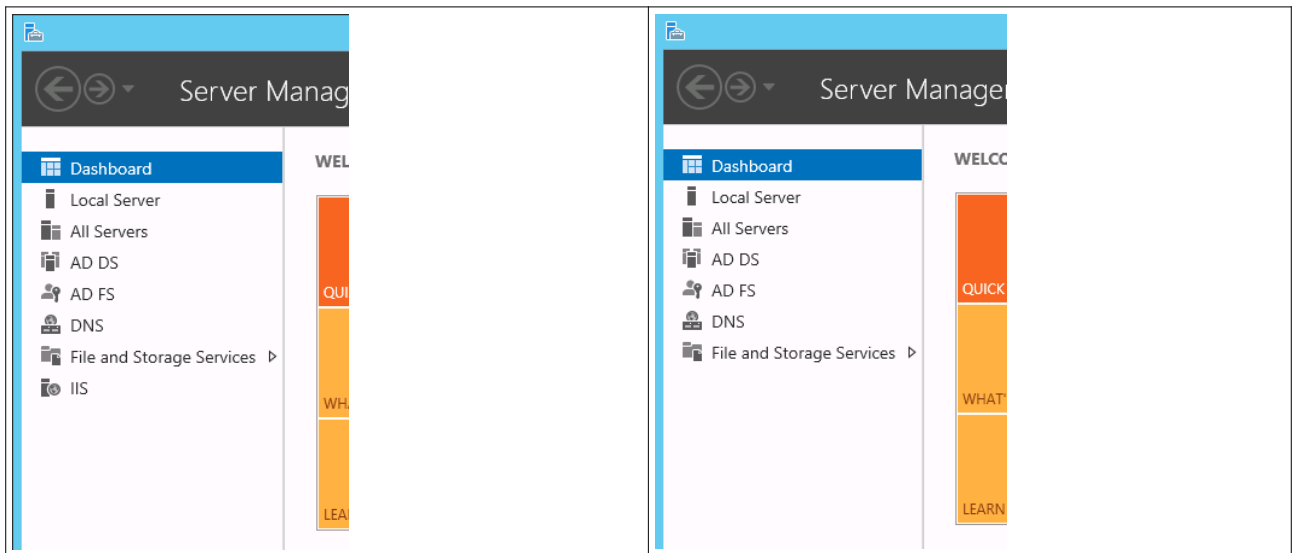 Server Manag
Dashboard
Local Server
All Servers
AD DS
AD FS
DNS
File and Storage Services
IIS
WEL
QUI
WHA
LEA
Server Manager
Dashboard
Local Server
All Servers
AD DS
AD FS
DNS
File and Storage Services
WELCO
QUICK
WHAT'
LEARN